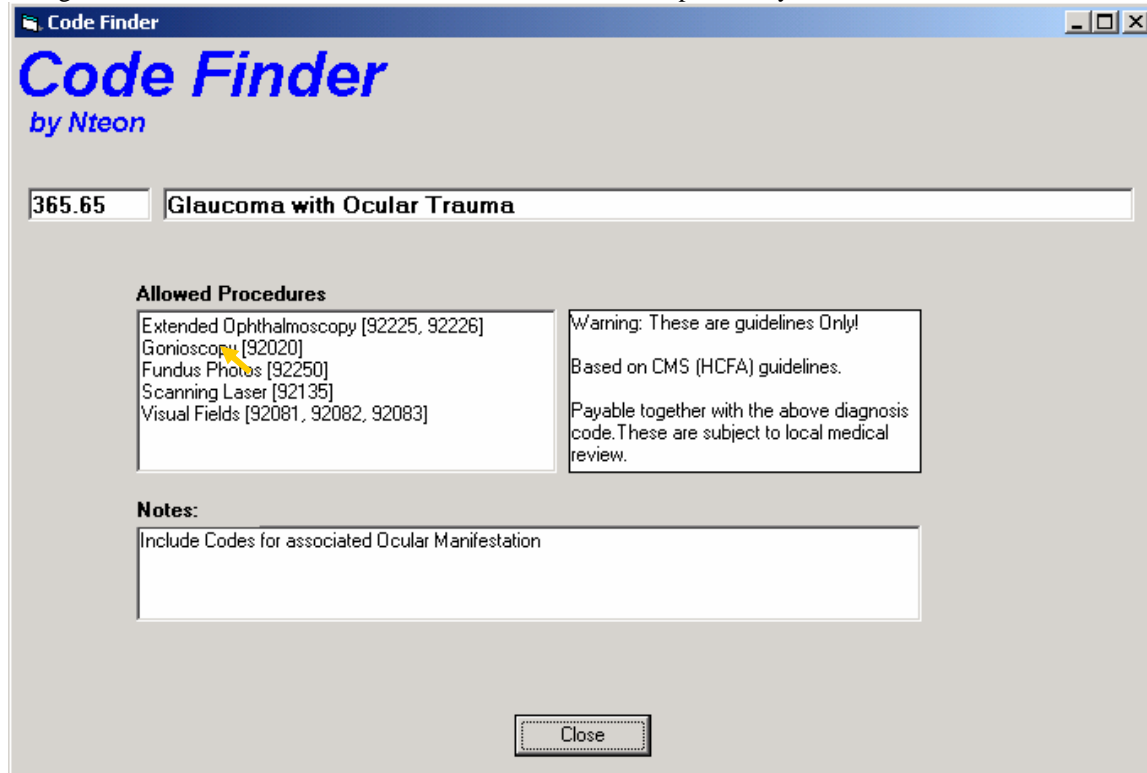 Code Finder
Code Finder
by Nteon
365.65 Glaucoma with Ocular Trauma
Allowed Procedures
Extended Ophthalmoscopy [92225, 92226]
Gonioscopy [92020]
Fundus Photos [92250]
Scanning Laser [92135]
Visual Fields [92081, 92082, 92083]
Warning: These are guidelines Only!
Based on CMS (HCFA) guidelines.
Payable together with the above diagnosis
code.These are subject to local medical
review.
Notes:
Include Codes for associated Ocular Manifestation
Close